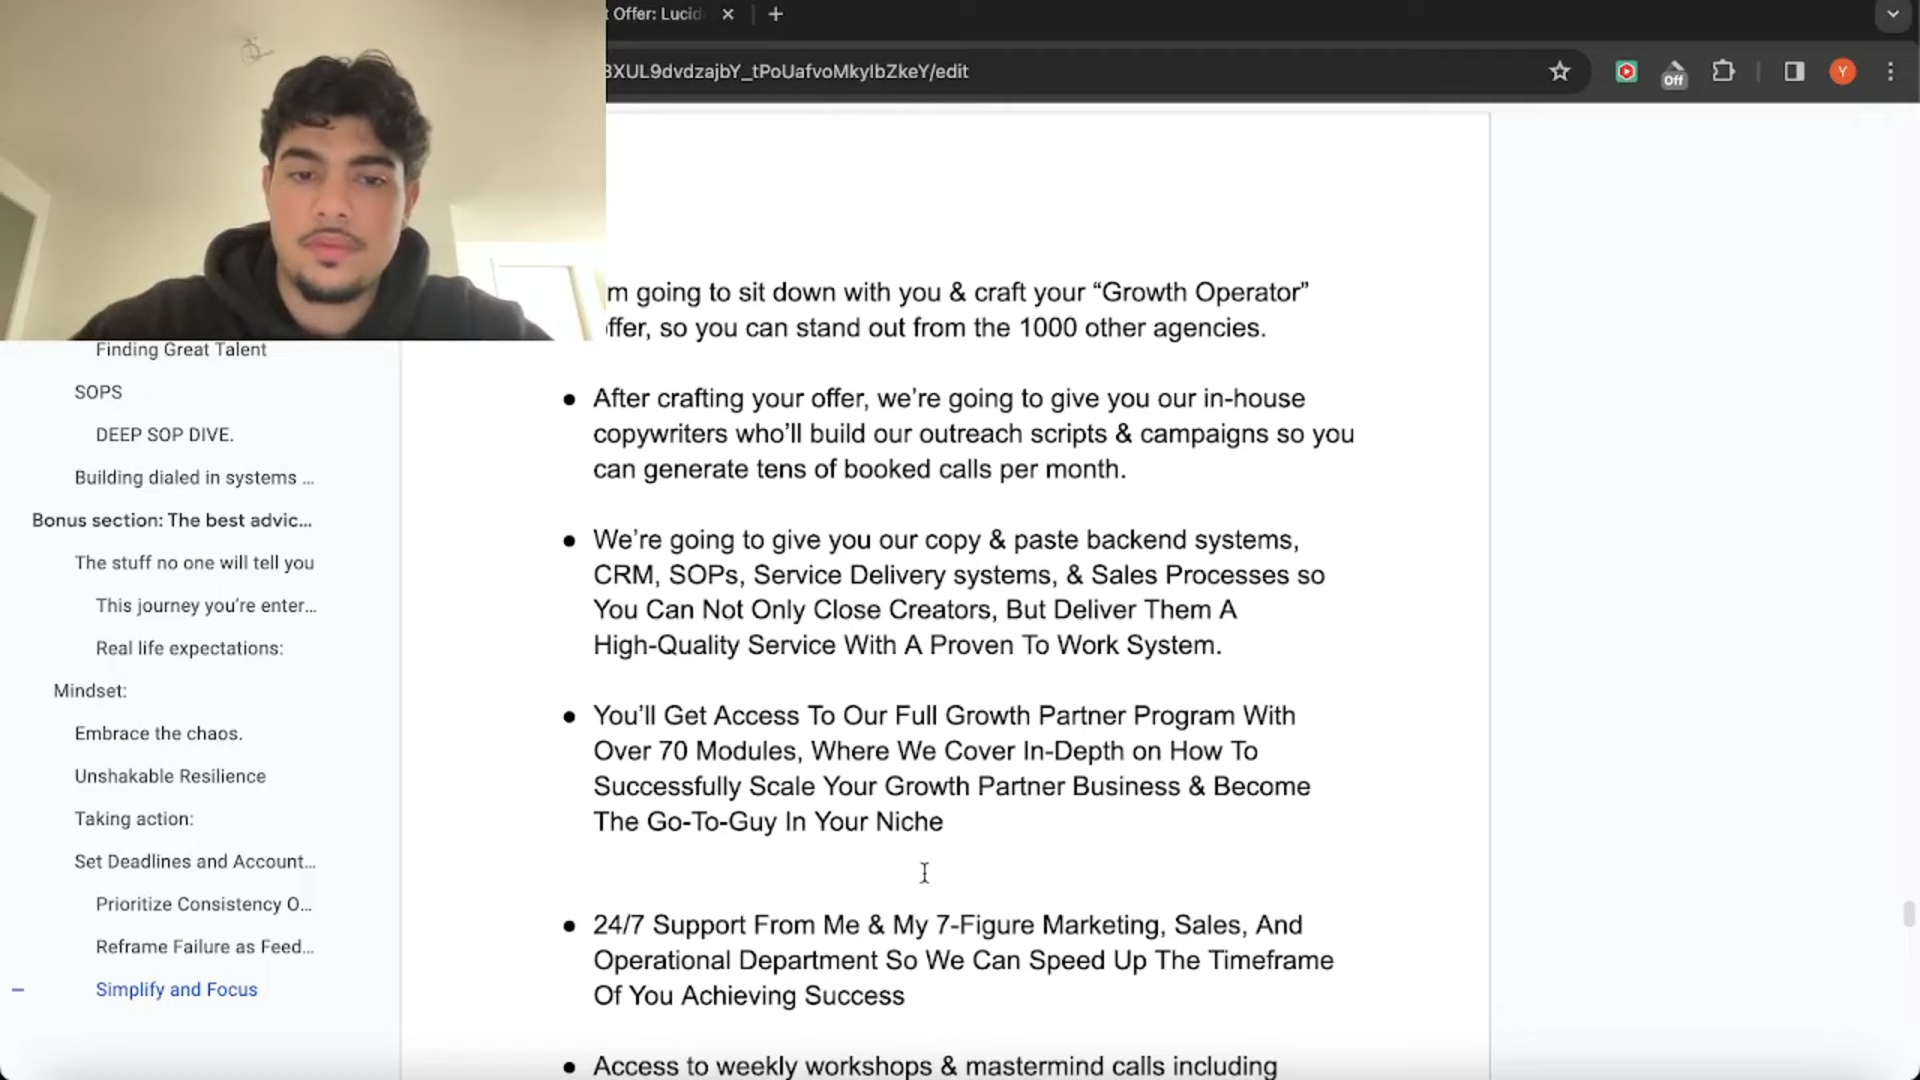 t Offer: Lucid
3XUL9dvdzajbY_tPoUafvoMkyIbZkeY/edit
Off
Y
m going to sit down with you & craft your “Growth Operator”
ffer, so you can stand out from the 1000 other agencies.
● After crafting your offer, we’re going to give you our in-house
copywriters who’ll build our outreach scripts & campaigns so you
can generate tens of booked calls per month.
● We’re going to give you our copy & paste backend systems,
CRM, SOPs, Service Delivery systems, & Sales Processes so
You Can Not Only Close Creators, But Deliver Them A
High-Quality Service With A Proven To Work System.
● You’ll Get Access To Our Full Growth Partner Program With
Over 70 Modules, Where We Cover In-Depth on How To
Successfully Scale Your Growth Partner Business & Become
The Go-To-Guy In Your Niche
● 24/7 Support From Me & My 7-Figure Marketing, Sales, And
Operational Department So We Can Speed Up The Timeframe
Of You Achieving Success
● Access to weekly workshops & mastermind calls including
Finding Great Talent
SOPS
DEEP SOP DIVE.
Building dialed in systems ...
Bonus section: The best advic...
The stuff no one will tell you
This journey you’re enter...
Real life expectations:
Mindset:
Embrace the chaos.
Unshakable Resilience
Taking action:
Set Deadlines and Account...
Prioritize Consistency O...
Reframe Failure as Feed...
Simplify and Focus